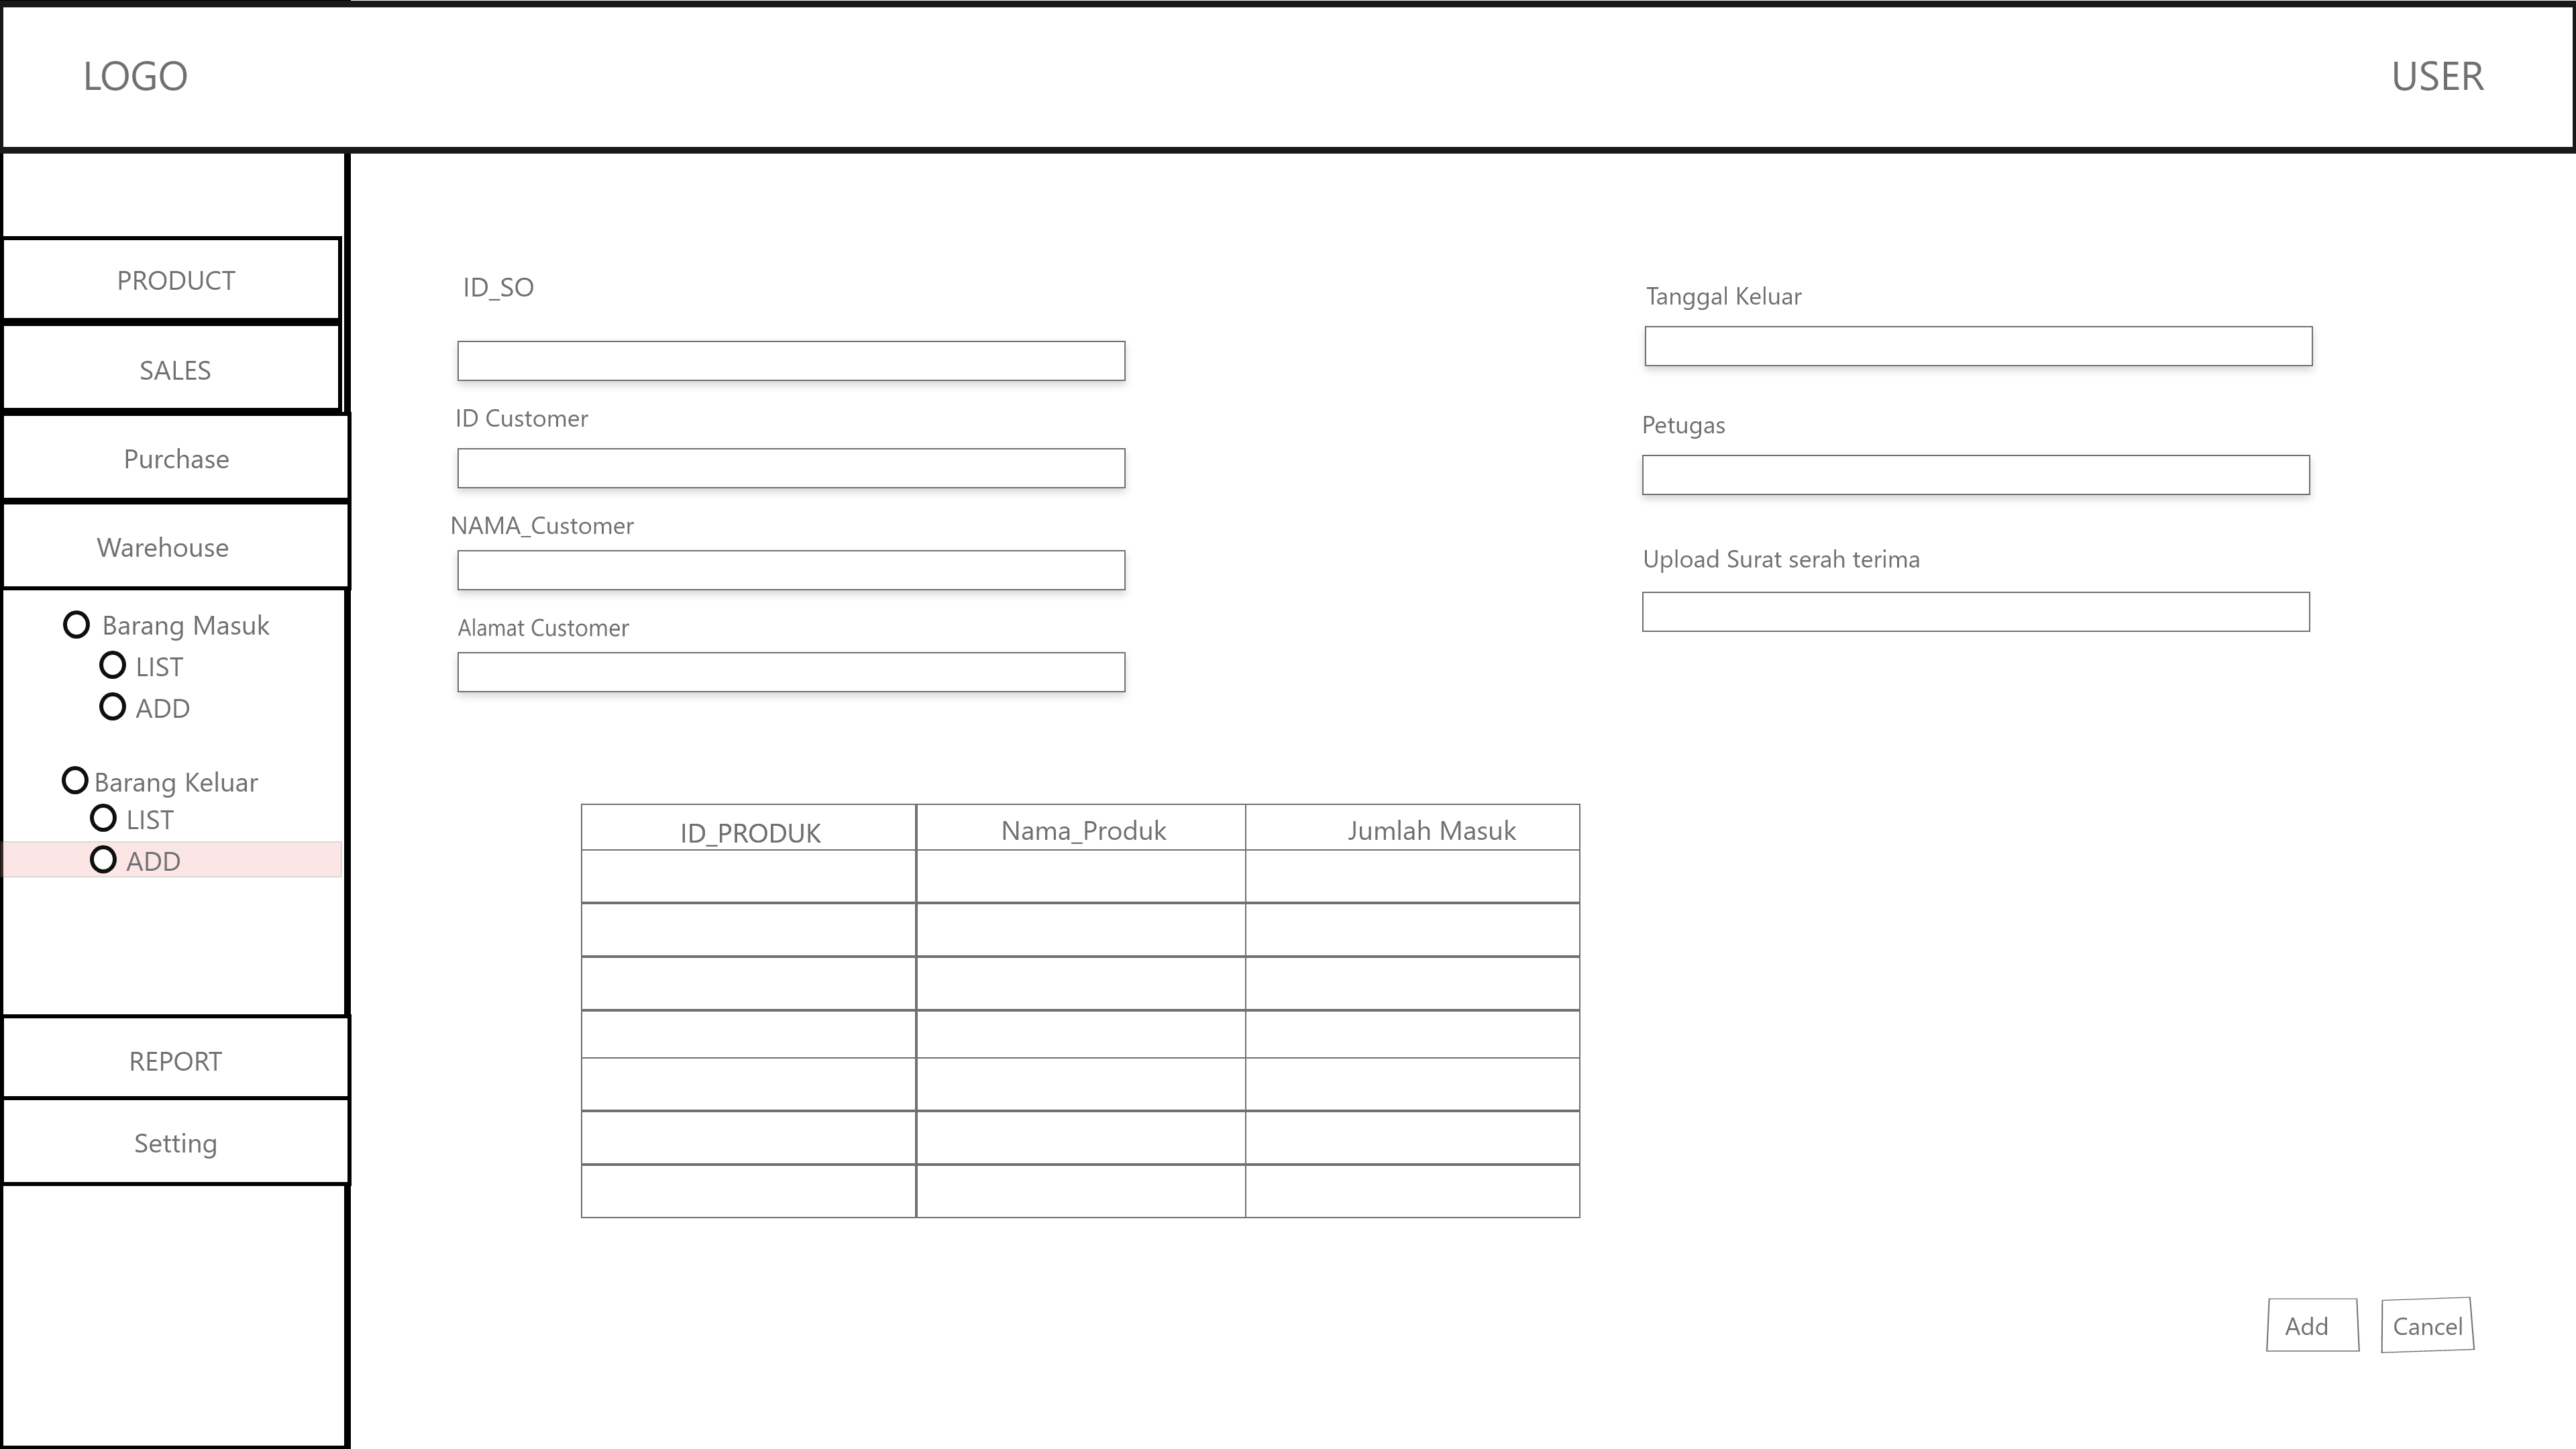 LOGO
USER
PRODUCT
SALES
Purchase
Warehouse
Barang Masuk
LIST
ADD
Barang Keluar
LIST
ADD
REPORT
Setting
ID_SO
ID Customer
NAMA_Customer
Alamat Customer
Tanggal Keluar
Petugas
Upload Surat serah terima
ID_PRODUK Nama_Produk Jumlah Masuk
Add Cancel